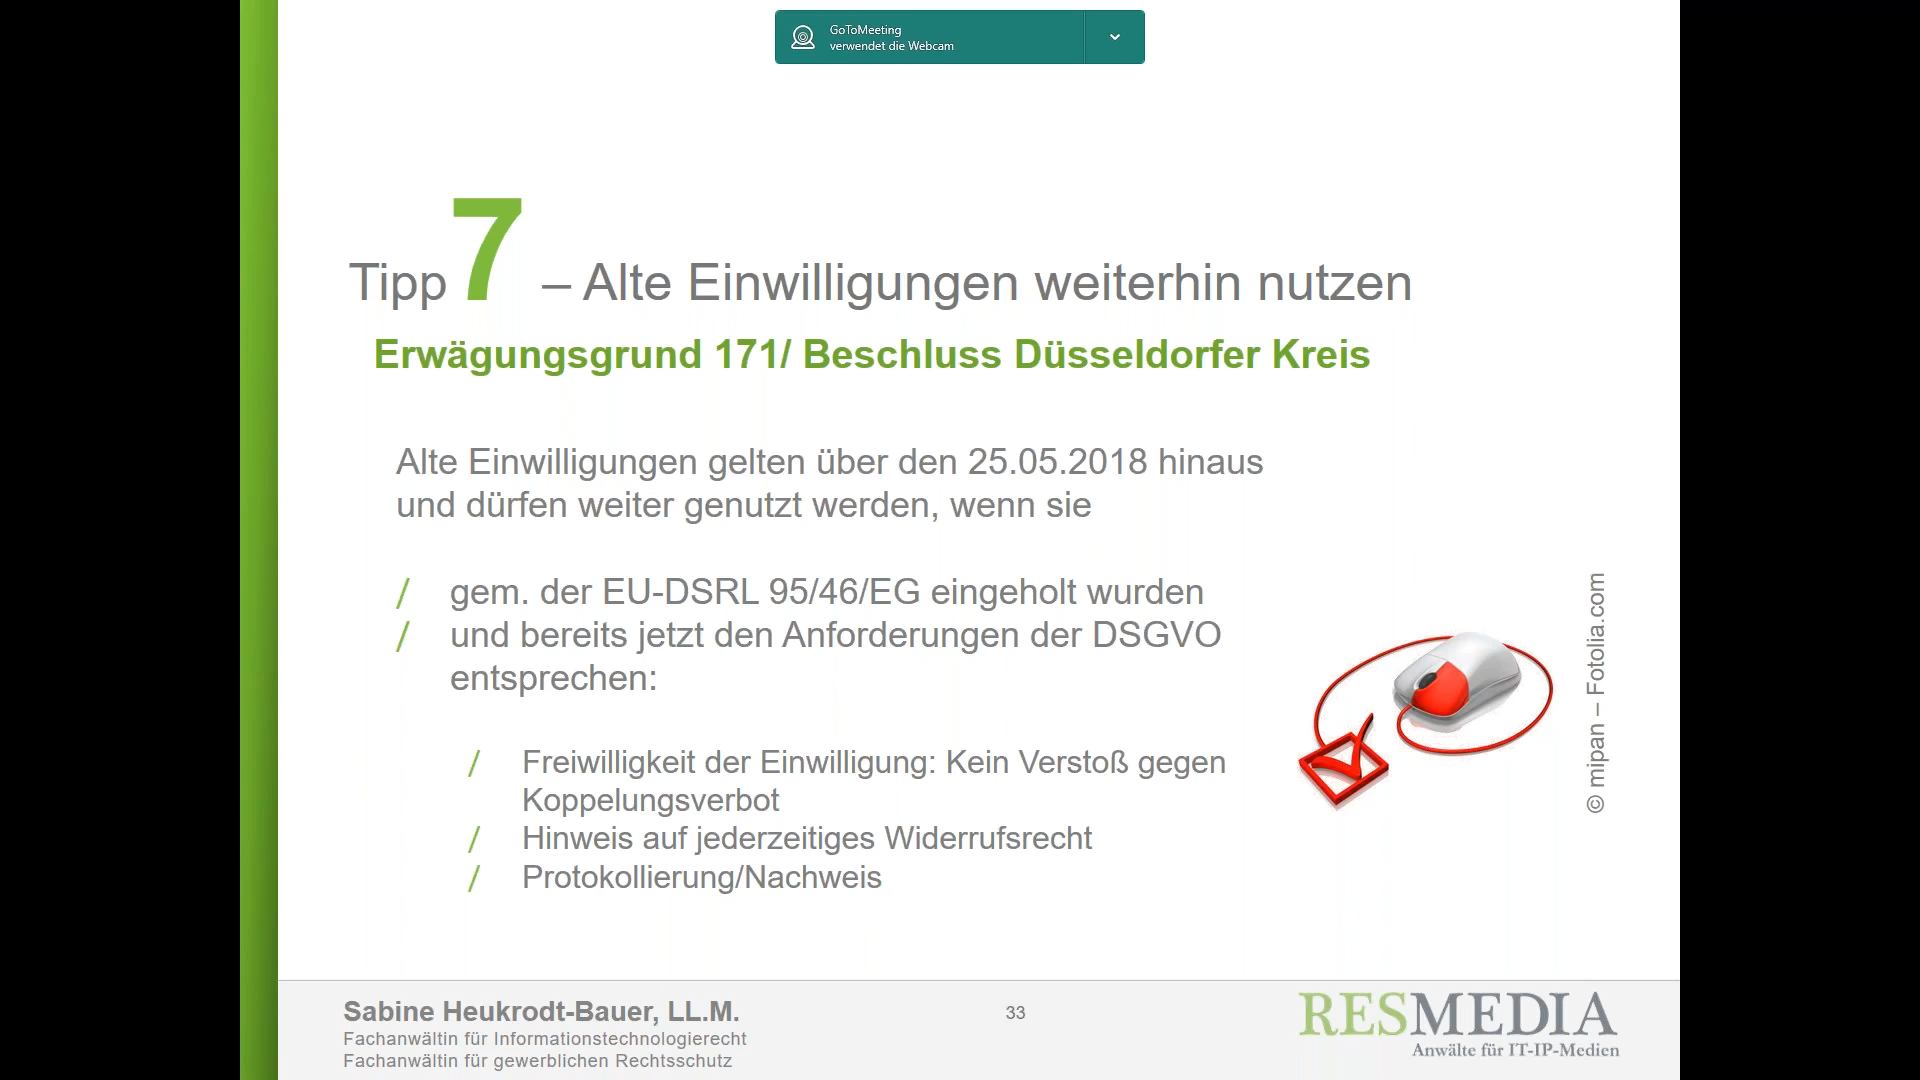 GoToMeeting
verwendet die Webcam
Tipp 7 – Alte Einwilligungen weiterhin nutzen
Erwägungsgrund 171/ Beschluss Düsseldorfer Kreis
Alte Einwilligungen gelten über den 25.05.2018 hinaus
und dürfen weiter genutzt werden, wenn sie
/ gem. der EU-DSRL 95/46/EG eingeholt wurden
/ und bereits jetzt den Anforderungen der DSGVO
entsprechen:
/ Freiwilligkeit der Einwilligung: Kein Verstoß gegen
Koppelungsverbot
/ Hinweis auf jederzeitiges Widerrufsrecht
/ Protokollierung/Nachweis
© mipan – Fotolia.com
Sabine Heukrodt-Bauer, LL.M.
Fachanwältin für Informationstechnologierecht
Fachanwältin für gewerblichen Rechtsschutz
33
RESMEDIA
Anwälte für IT-IP-Medien